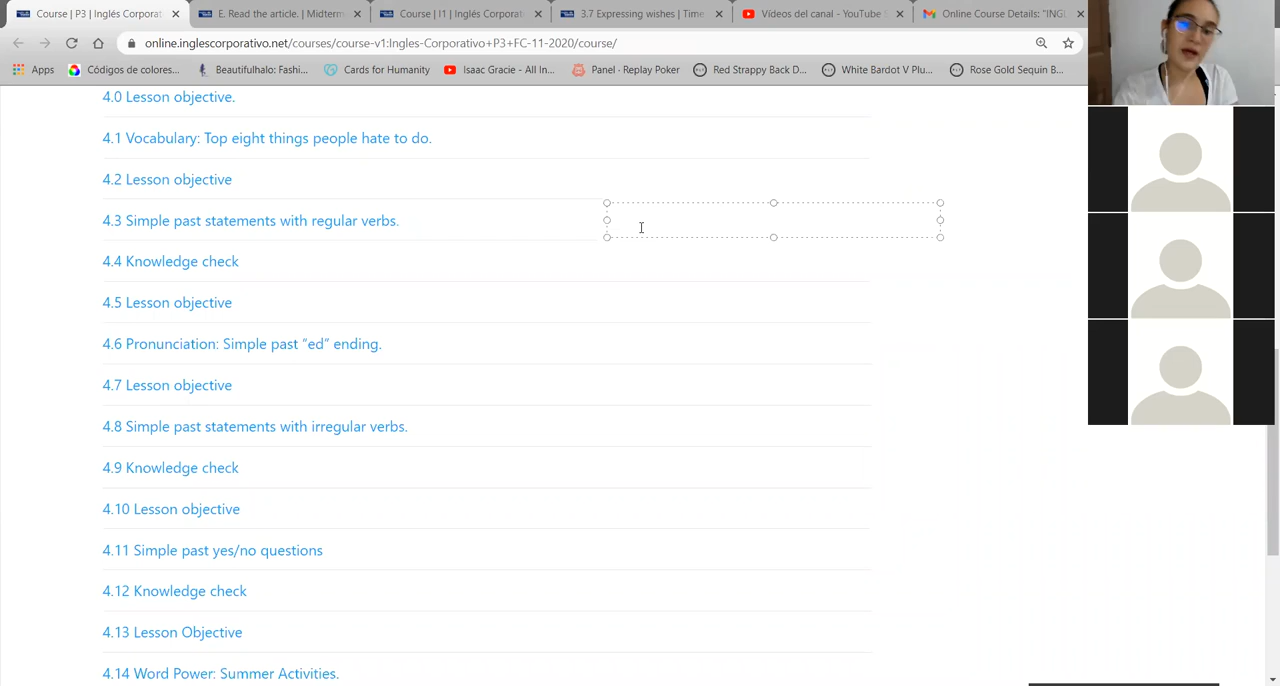 Course | P3 | Inglés Corporat
E. Read the article. | Midterm
Course | I1 | Inglés Corporat
3.7 Expressing wishes | Time
Vídeos del canal - YouTube S
Online Course Details: "INGL
online.inglescorporativo.net/courses/course-v1:Ingles-Corporativo+P3+FC-11-2020/course/
Apps
Códigos de colores...
Beautifulhalo: Fashi...
Cards for Humanity
Isaac Gracie - All In...
Panel · Replay Poker
Red Strappy Back D...
White Bardot V Plu...
Rose Gold Sequin B...
4.0 Lesson objective.
4.1 Vocabulary: Top eight things people hate to do.
4.2 Lesson objective
4.3 Simple past statements with regular verbs.
4.4 Knowledge check
4.5 Lesson objective
4.6 Pronunciation: Simple past “ed” ending.
4.7 Lesson objective
4.8 Simple past statements with irregular verbs.
4.9 Knowledge check
4.10 Lesson objective
4.11 Simple past yes/no questions
4.12 Knowledge check
4.13 Lesson Objective
4.14 Word Power: Summer Activities.